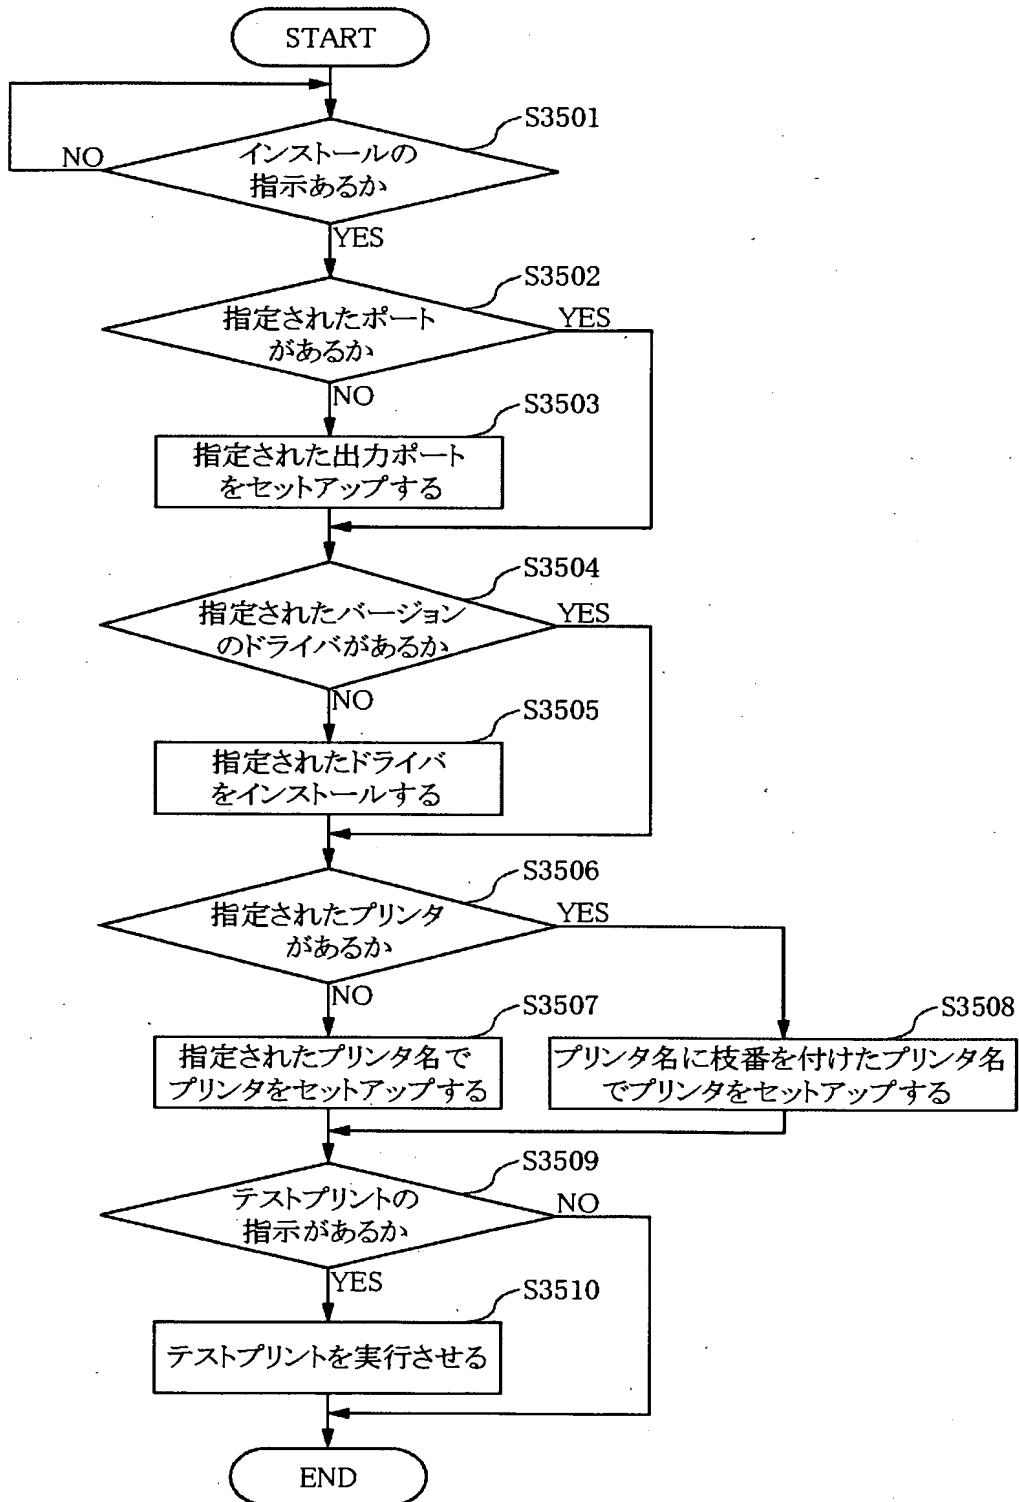 START
S3501
インストールの
指示あるか
NO
YES
S3502
指定されたポート
があるか
YES
NO
S3503
指定された出力ポート
をセットアップする
S3504
指定されたバージョン
のドライバがあるか
YES
NO
S3505
指定されたドライバ
をインストールする
S3506
指定されたプリンタ
があるか
YES
NO
S3507
指定されたプリンタ名で
プリンタをセットアップする
S3508
プリンタ名に枝番を付けたプリンタ名
でプリンタをセットアップする
S3509
テストプリントの
指示があるか
NO
YES
S3510
テストプリントを実行させる
END